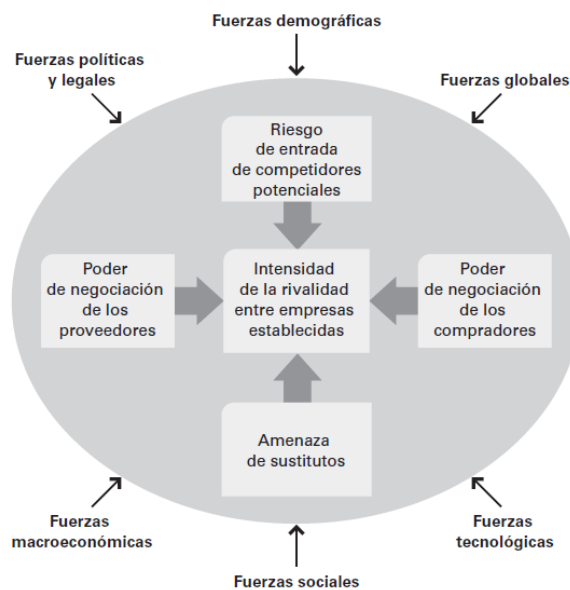 Fuerzas demográficas
Fuerzas políticas
y legales
Fuerzas globales
Riesgo
de entrada
de competidores
potenciales
Poder
de negociación
de los
proveedores
Intensidad
de la rivalidad
entre empresas
establecidas
Poder
de negociación
de los
compradores
Amenaza
de sustitutos
Fuerzas
macroeconómicas
Fuerzas
tecnológicas
Fuerzas sociales